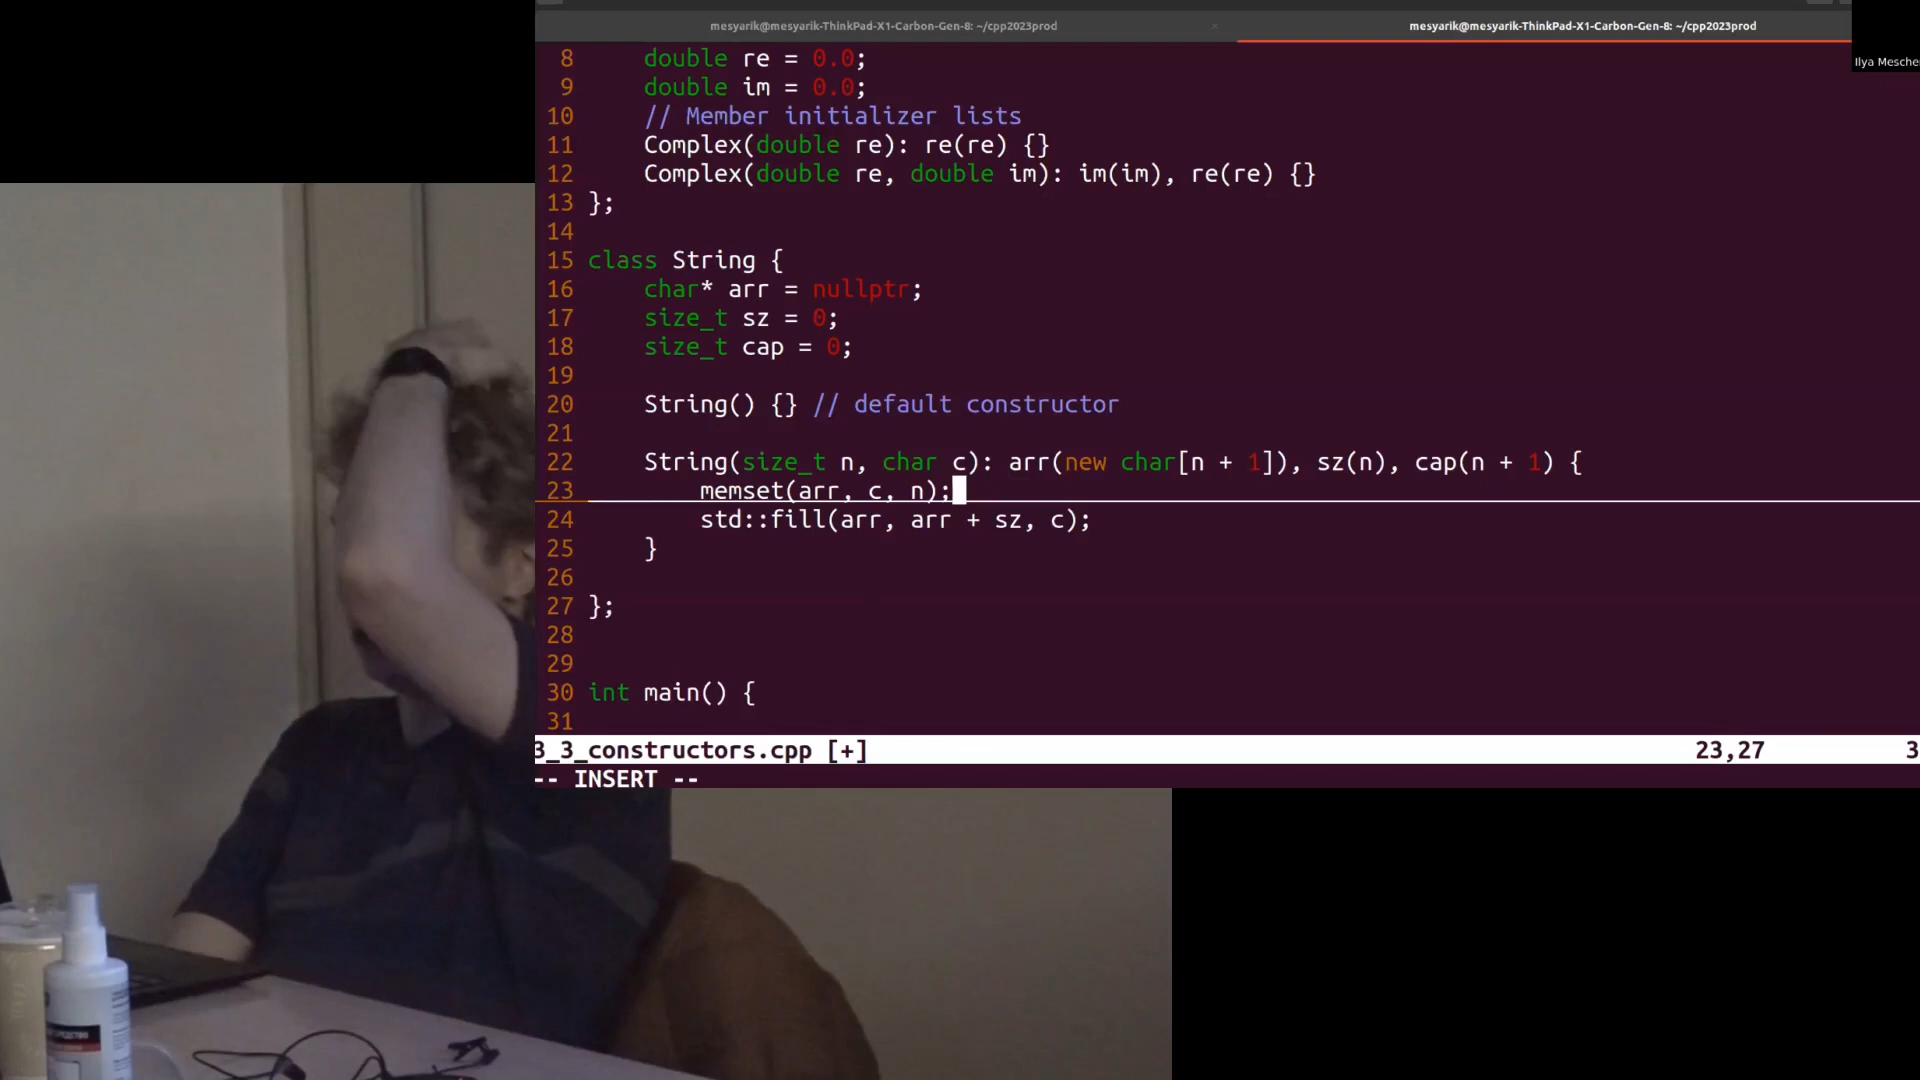 mesyarik@mesyarik-ThinkPad-X1-Carbon-Gen-8: ~/cpp2023prod × mesyarik@mesyarik-ThinkPad-X1-Carbon-Gen-8: ~/cpp2023prod
Ilya Mescher
8 double re = 0.0;
9 double im = 0.0;
10 // Member initializer lists
11 Complex(double re): re(re) {}
12 Complex(double re, double im): im(im), re(re) {}
13 };
14
15 class String {
16 char* arr = nullptr;
17 size_t sz = 0;
18 size_t cap = 0;
19
20 String() {} // default constructor
21
22 String(size_t n, char c): arr(new char[n + 1]), sz(n), cap(n + 1) {
23 memset(arr, c, n);
24 std::fill(arr, arr + sz, c);
25 }
26
27 };
28
29
30 int main() {
31
3_3_constructors.cpp [+] 23,27 3
-- INSERT --